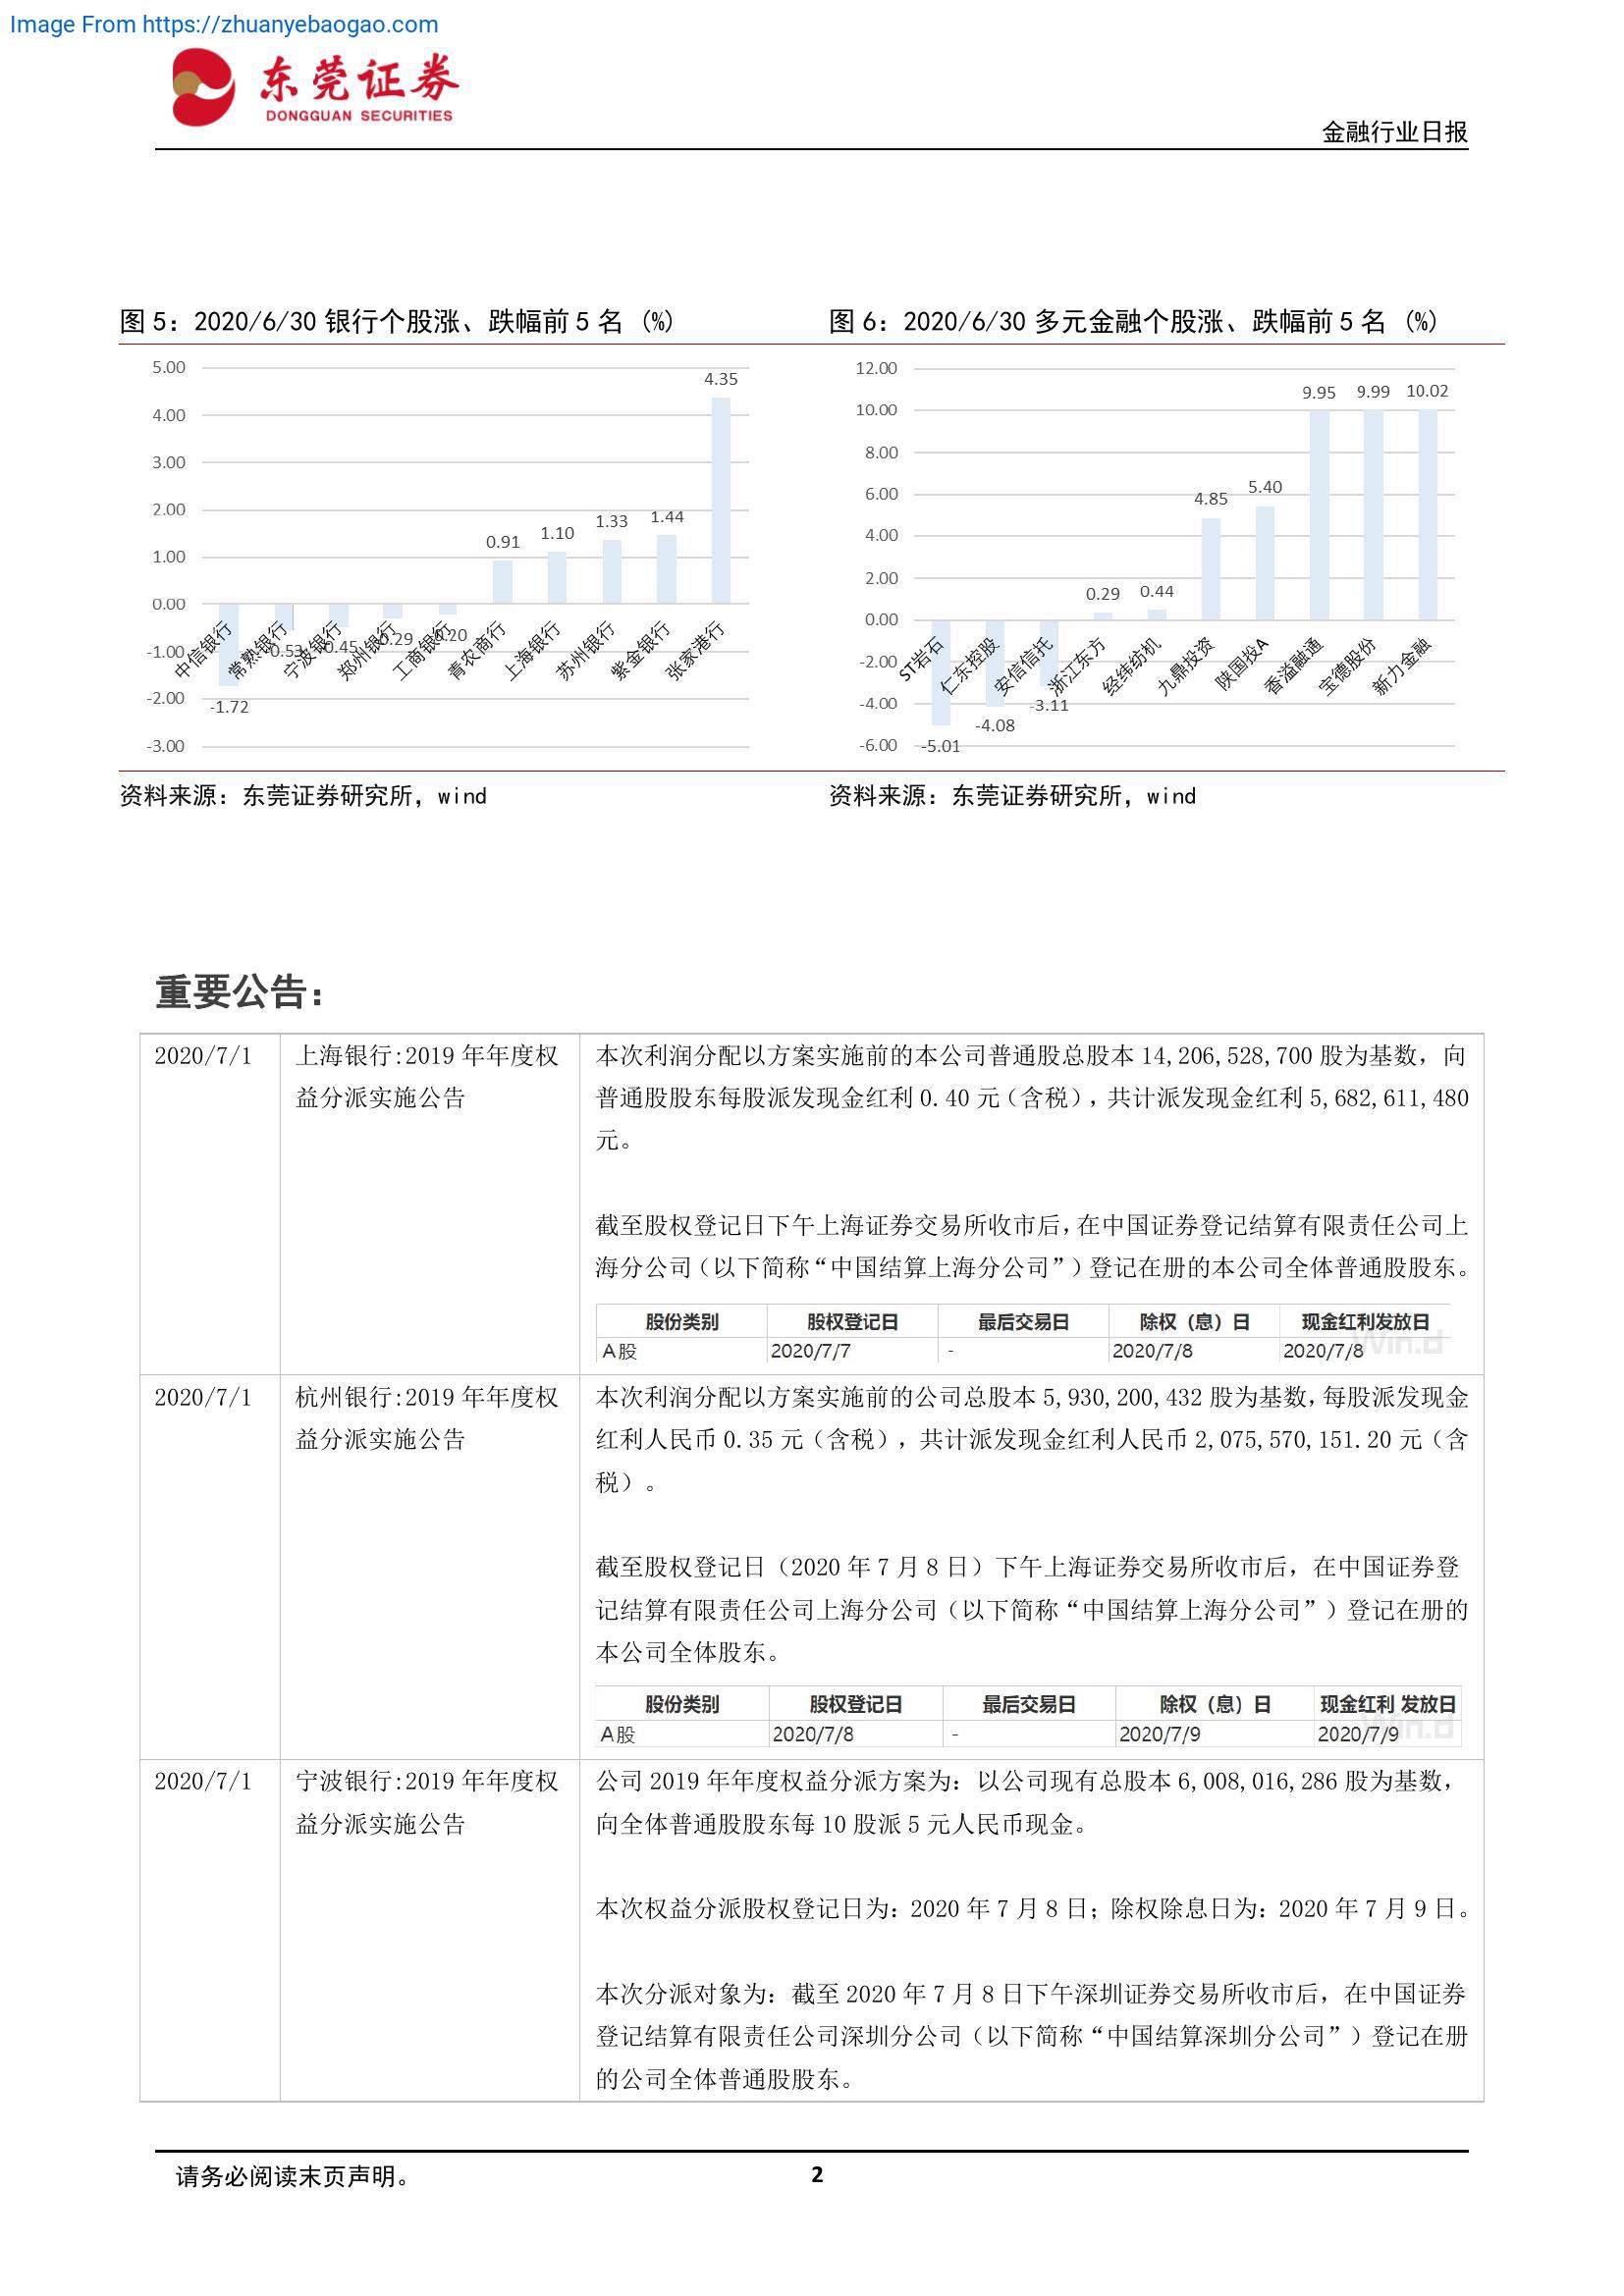 Image From https://zhuanyebaogao.com
东莞证券
DONGGUAN SECURITIES
金融行业日报
图 5：2020/6/30 银行个股涨、跌幅前 5 名 (%)
5.00
4.00
3.00
2.00
1.00
0.00
-1.00
-2.00
-3.00
-1.72
-0.53
-0.45
-0.29
-0.20
0.91
1.10
1.33
1.44
4.35
中信银行
常熟银行
宁波银行
郑州银行
工商银行
青农商行
上海银行
苏州银行
紫金银行
张家港行
资料来源：东莞证券研究所，wind
图 6：2020/6/30 多元金融个股涨、跌幅前 5 名 (%)
12.00
10.00
8.00
6.00
4.00
2.00
0.00
-2.00
-4.00
-6.00
-5.01
-4.08
-3.11
0.29
0.44
4.85
5.40
9.95
9.99
10.02
ST岩石
仁东控股
安信信托
浙江东方
经纬纺机
九鼎投资
陕国投A
香溢融通
宝德股份
新力金融
资料来源：东莞证券研究所，wind
重要公告：
2020/7/1
上海银行:2019 年年度权
益分派实施公告
本次利润分配以方案实施前的本公司普通股总股本 14,206,528,700 股为基数，向
普通股股东每股派发现金红利 0.40 元（含税），共计派发现金红利 5,682,611,480
元。
截至股权登记日下午上海证券交易所收市后，在中国证券登记结算有限责任公司上
海分公司（以下简称“中国结算上海分公司”）登记在册的本公司全体普通股股东。
股份类别 股权登记日 最后交易日 除权（息）日 现金红利发放日
A股 2020/7/7 - 2020/7/8 2020/7/8
Win.d
2020/7/1
杭州银行:2019 年年度权
益分派实施公告
本次利润分配以方案实施前的公司总股本 5,930,200,432 股为基数，每股派发现金
红利人民币 0.35 元（含税），共计派发现金红利人民币 2,075,570,151.20 元（含
税）。
截至股权登记日（2020 年 7 月 8 日）下午上海证券交易所收市后，在中国证券登
记结算有限责任公司上海分公司（以下简称“中国结算上海分公司”）登记在册的
本公司全体股东。
股份类别 股权登记日 最后交易日 除权（息）日 现金红利 发放日
A股 2020/7/8 - 2020/7/9 2020/7/9
Win.d
2020/7/1
宁波银行:2019 年年度权
益分派实施公告
公司 2019 年年度权益分派方案为：以公司现有总股本 6,008,016,286 股为基数，
向全体普通股股东每 10 股派 5 元人民币现金。
本次权益分派股权登记日为：2020 年 7 月 8 日；除权除息日为：2020 年 7 月 9 日。
本次分派对象为：截至 2020 年 7 月 8 日下午深圳证券交易所收市后，在中国证券
登记结算有限责任公司深圳分公司（以下简称“中国结算深圳分公司”）登记在册
的公司全体普通股股东。
请务必阅读末页声明。
2